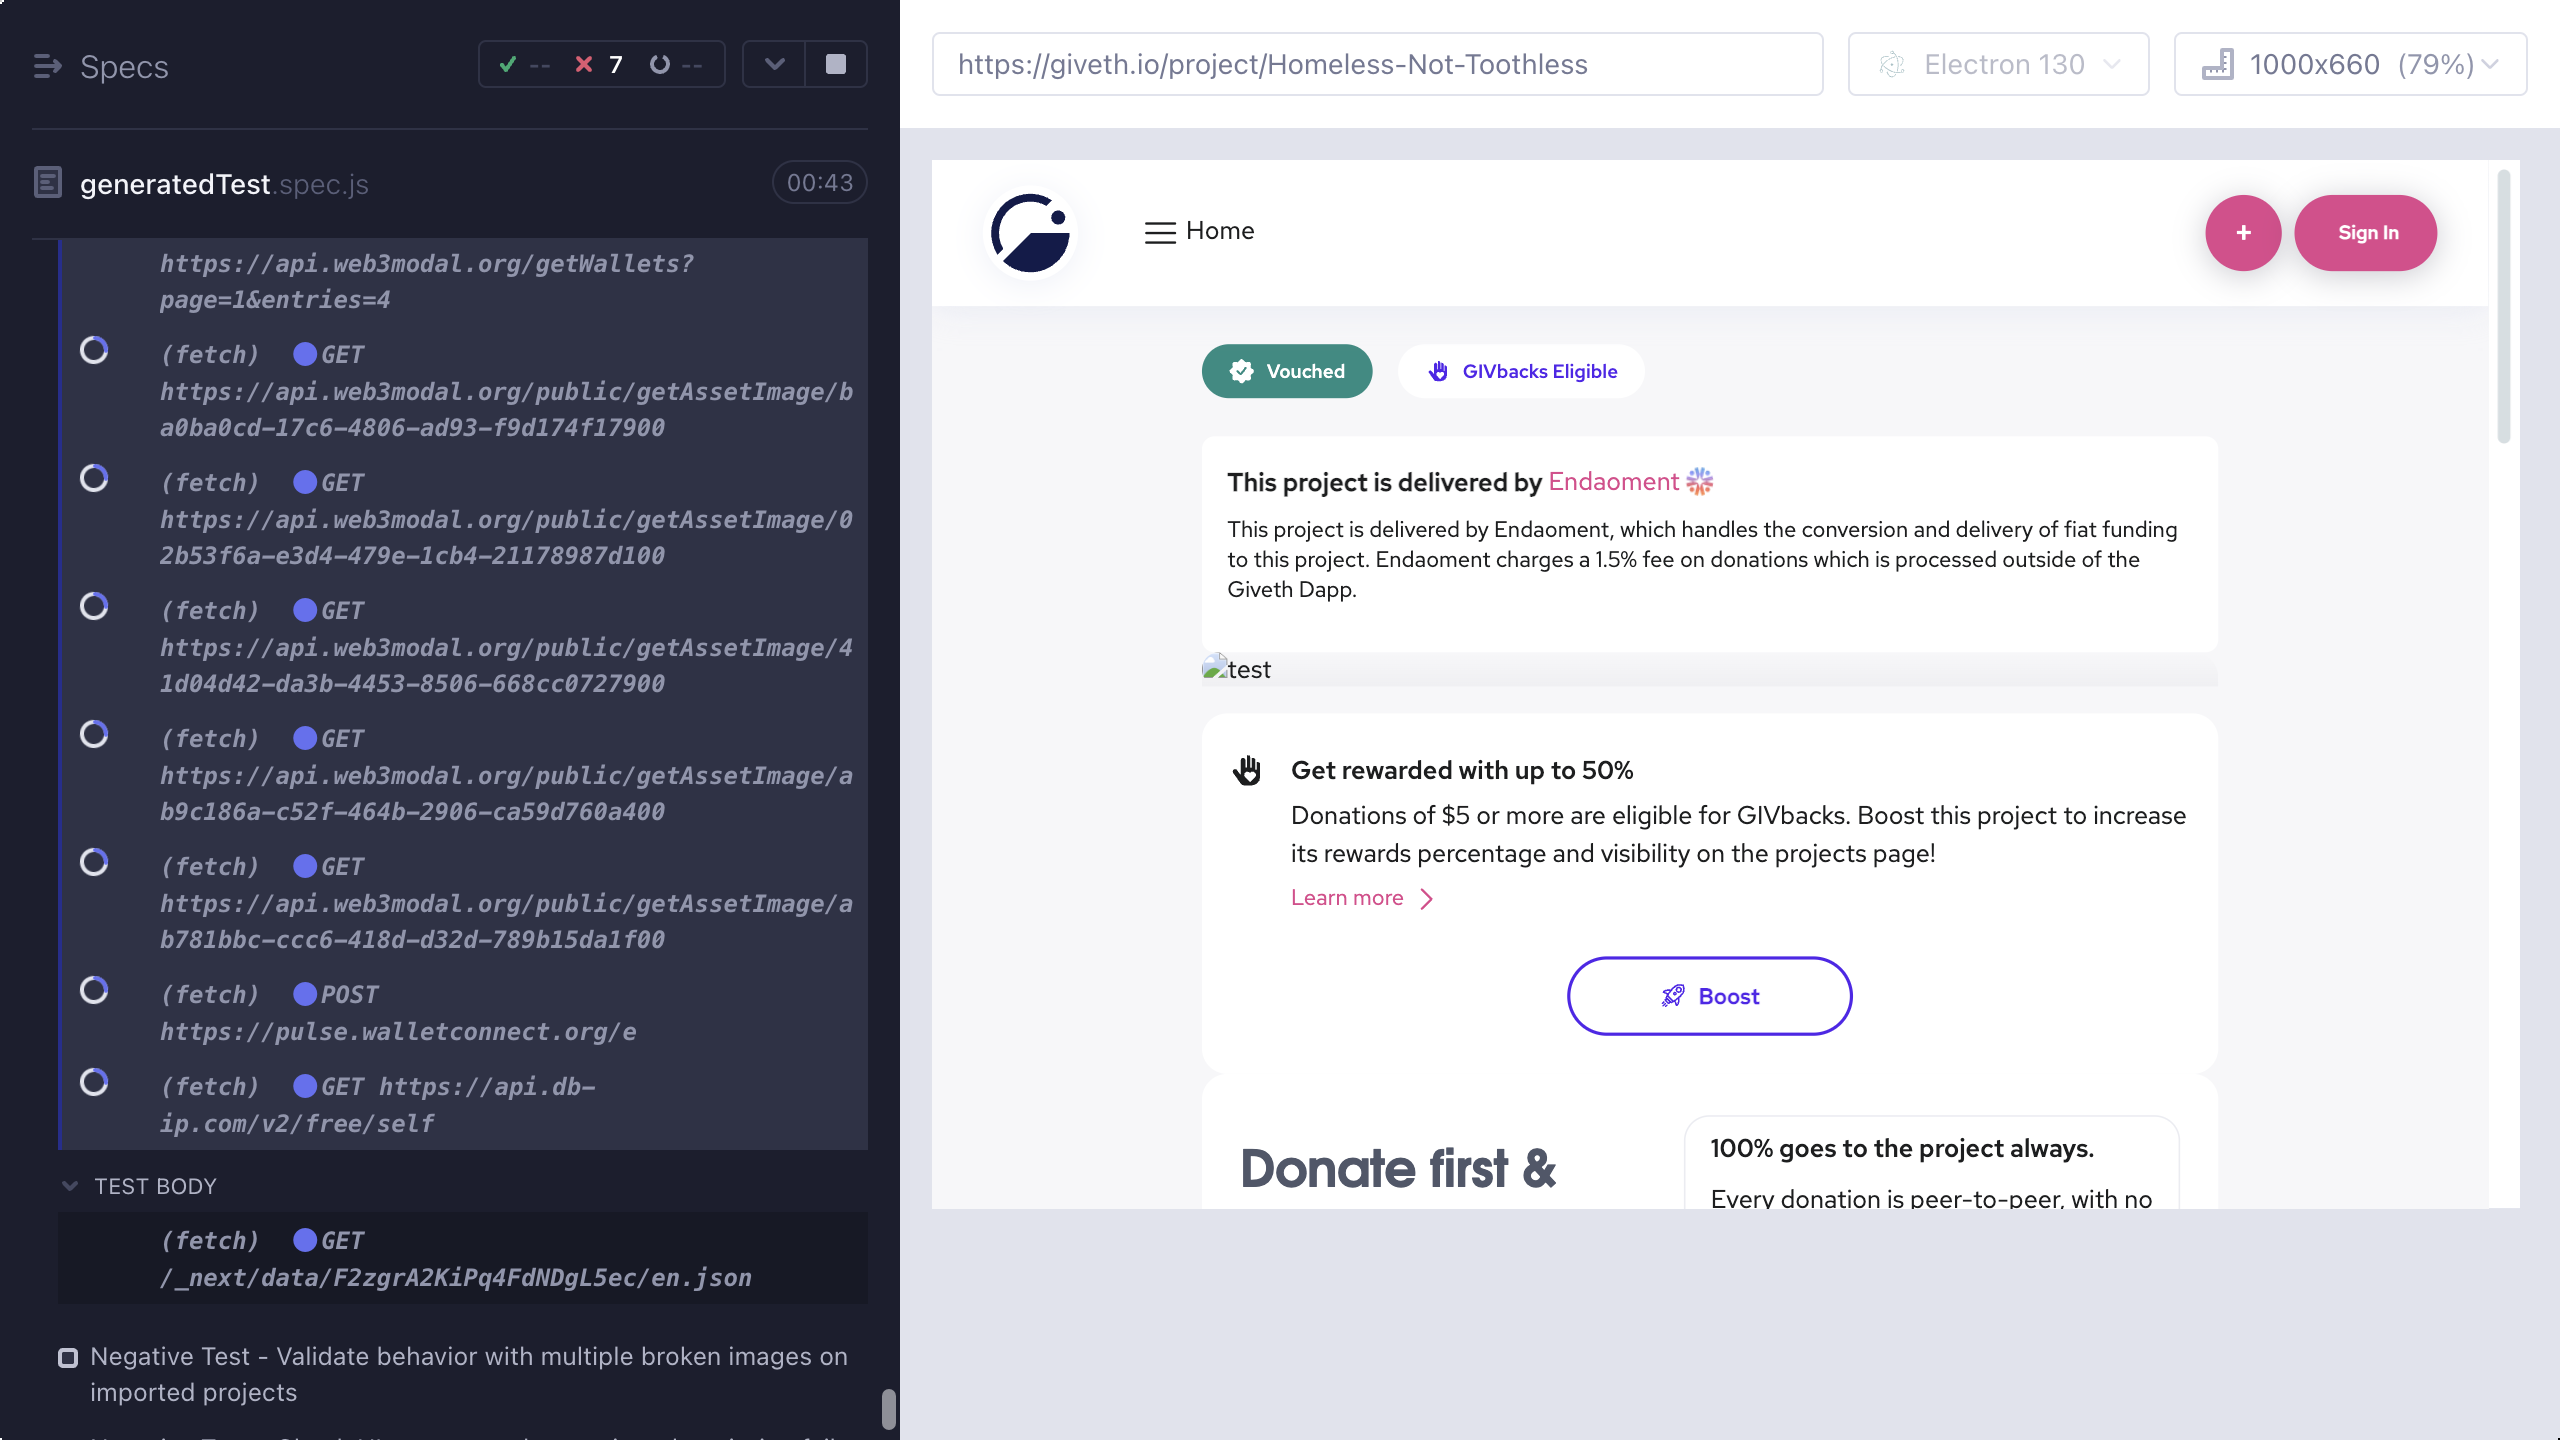 Specs
-- 7 --
generatedTest.spec.js 00:43
https://api.web3modal.org/getWallets?
page=1&entries=4
(fetch) GET
https://api.web3modal.org/public/getAssetImage/b
a0ba0cd-17c6-4806-ad93-f9d174f17900
(fetch) GET
https://api.web3modal.org/public/getAssetImage/0
2b53f6a-e3d4-479e-1cb4-21178987d100
(fetch) GET
https://api.web3modal.org/public/getAssetImage/4
1d04d42-da3b-4453-8506-668cc0727900
(fetch) GET
https://api.web3modal.org/public/getAssetImage/a
b9c186a-c52f-464b-2906-ca59d760a400
(fetch) GET
https://api.web3modal.org/public/getAssetImage/a
b781bbc-ccc6-418d-d32d-789b15da1f00
(fetch) POST
https://pulse.walletconnect.org/e
(fetch) GET https://api.db-
ip.com/v2/free/self
TEST BODY
(fetch) GET
/_next/data/F2zgrA2KiPq4FdNDgL5ec/en.json
Negative Test - Validate behavior with multiple broken images on
imported projects
https://giveth.io/project/Homeless-Not-Toothless
Electron 130
1000x660 (79%)
Home
+
Sign In
Vouched
GIVbacks Eligible
This project is delivered by Endaoment
This project is delivered by Endaoment, which handles the conversion and delivery of fiat funding
to this project. Endaoment charges a 1.5% fee on donations which is processed outside of the
Giveth Dapp.
test
Get rewarded with up to 50%
Donations of $5 or more are eligible for GIVbacks. Boost this project to increase
its rewards percentage and visibility on the projects page!
Learn more
Boost
Donate first &
100% goes to the project always.
Every donation is peer-to-peer, with no